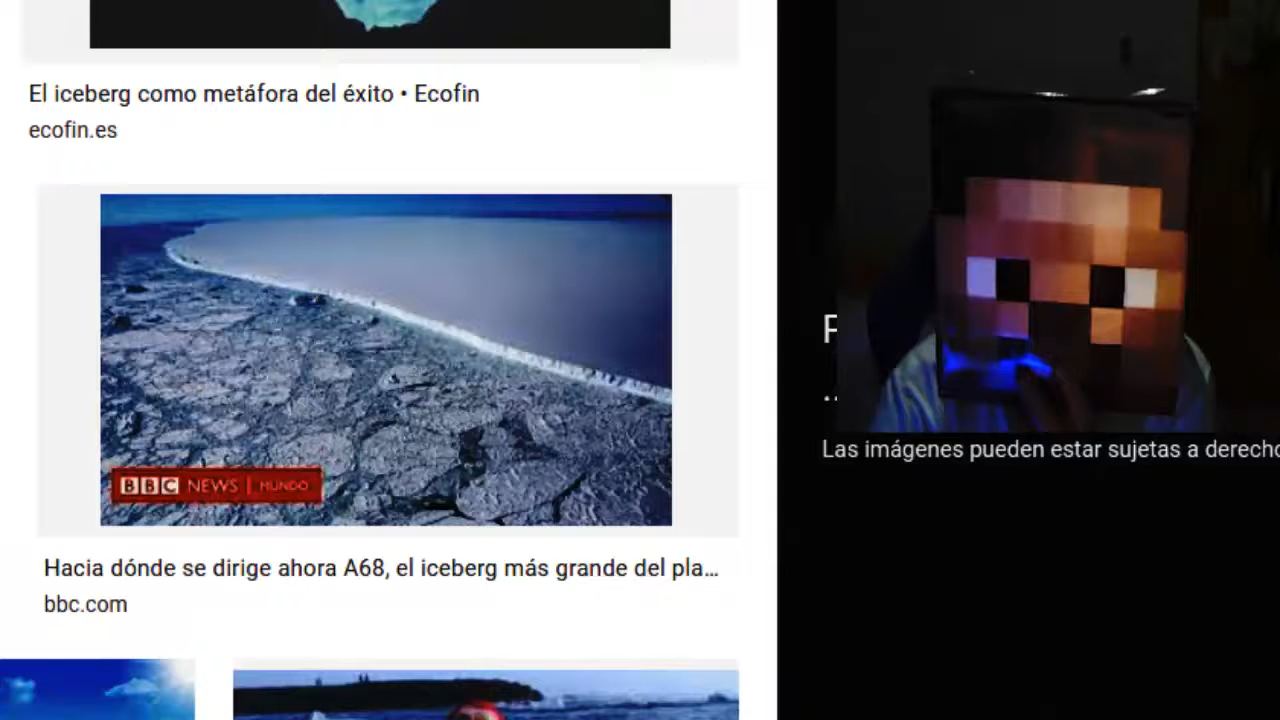 El iceberg como metáfora del éxito • Ecofin
ecofin.es
BBC NEWS | MUNDO
Hacia dónde se dirige ahora A68, el iceberg más grande del pla...
bbc.com
Las imágenes pueden estar sujetas a